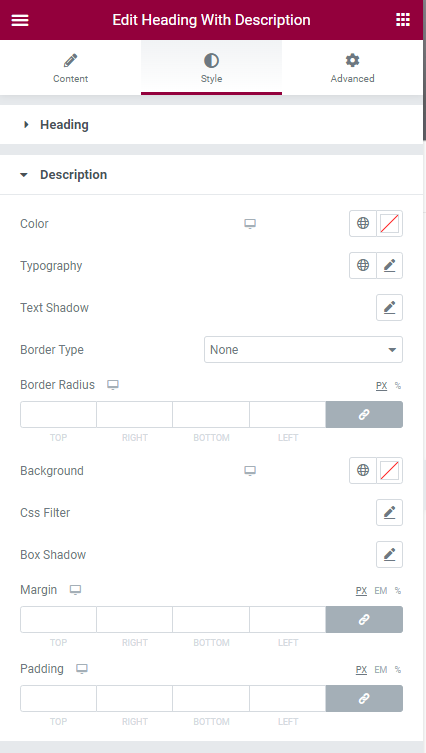 Edit Heading With Description
Content Style Advanced
Heading
Description
Color
Typography
Text Shadow
Border Type None
Border Radius PX %
TOP RIGHT BOTTOM LEFT
Background
Css Filter
Box Shadow
Margin PX EM %
TOP RIGHT BOTTOM LEFT
Padding PX EM %
TOP RIGHT BOTTOM LEFT